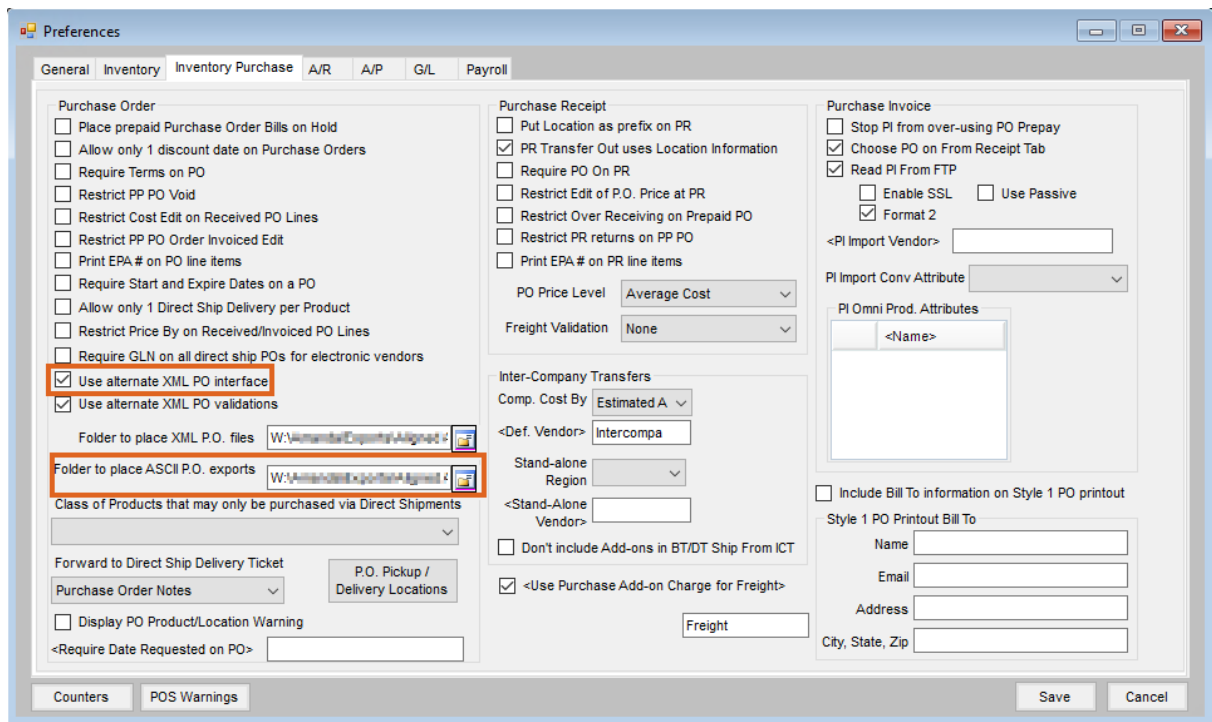 Preferences
General Inventory Inventory Purchase A/R A/P G/L Payroll
Purchase Order
Place prepaid Purchase Order Bills on Hold
Allow only 1 discount date on Purchase Orders
Require Terms on PO
Restrict PP PO Void
Restrict Cost Edit on Received PO Lines
Restrict PP PO Order Invoiced Edit
Print EPA # on PO line items
Require Start and Expire Dates on a PO
Allow only 1 Direct Ship Delivery per Product
Restrict Price By on Received/Invoiced PO Lines
Require GLN on all direct ship POs for electronic vendors
Use alternate XML PO interface
Use alternate XML PO validations
Folder to place XML P.O. files W:\
Folder to place ASCII P.O. exports W:\
Class of Products that may only be purchased via Direct Shipments
Forward to Direct Ship Delivery Ticket
Purchase Order Notes
P.O. Pickup /
Delivery Locations
Display PO Product/Location Warning
<Require Date Requested on PO>
Purchase Receipt
Put Location as prefix on PR
PR Transfer Out uses Location Information
Require PO On PR
Restrict Edit of P.O. Price at PR
Restrict Over Receiving on Prepaid PO
Restrict PR returns on PP PO
Print EPA # on PR line items
PO Price Level Average Cost
Freight Validation None
Inter-Company Transfers
Comp. Cost By Estimated A
<Def. Vendor> Intercompa
Stand-alone
Region
<Stand-Alone
Vendor>
Don't include Add-ons in BT/DT Ship From ICT
<Use Purchase Add-on Charge for Freight>
Freight
Purchase Invoice
Stop PI from over-using PO Prepay
Choose PO on From Receipt Tab
Read PI From FTP
Enable SSL Use Passive
Format 2
<PI Import Vendor>
PI Import Conv Attribute
PI Omni Prod. Attributes
<Name>
Include Bill To information on Style 1 PO printout
Style 1 PO Printout Bill To
Name
Email
Address
City, State, Zip
Counters POS Warnings Save Cancel